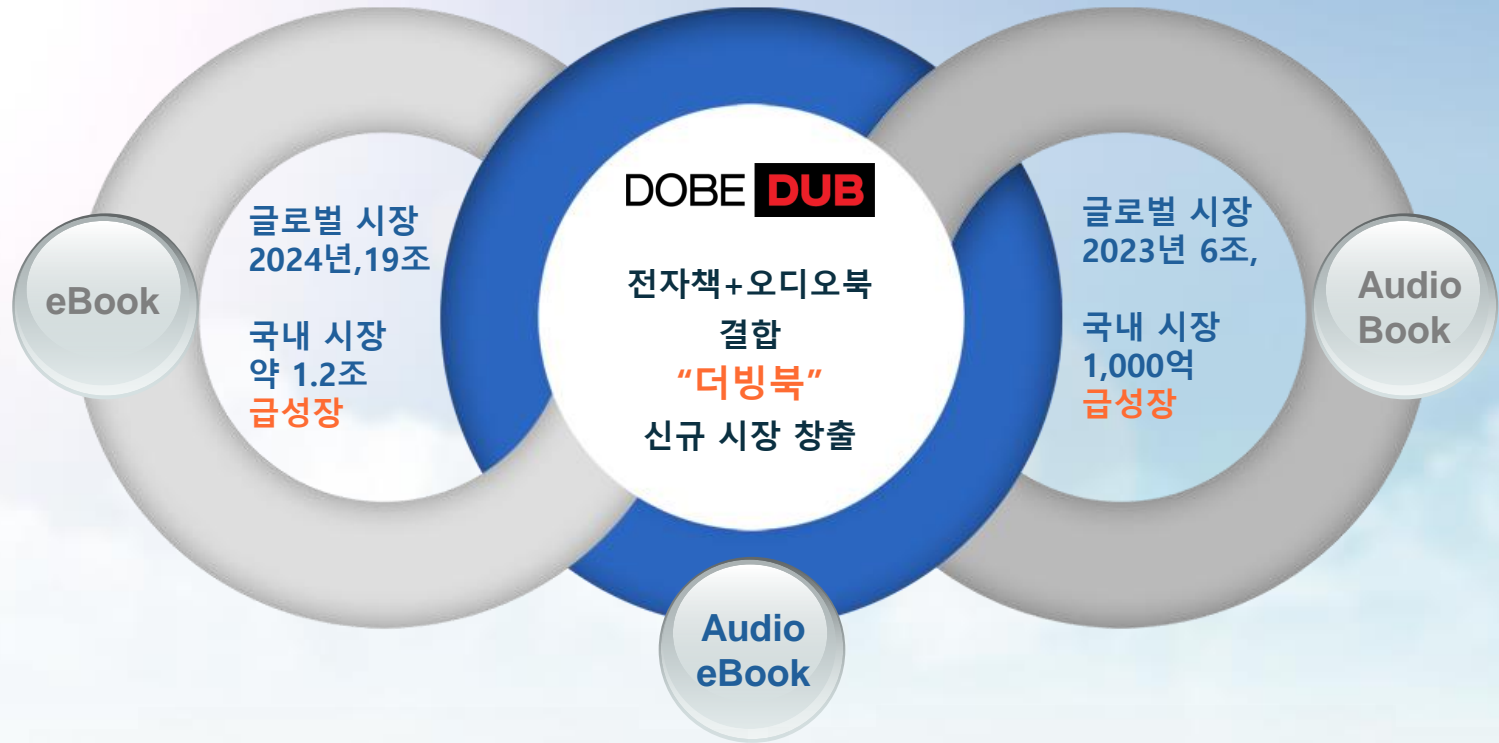 eBook
글로벌 시장
2024년,19조
국내 시장
약 1.2조
급성장
DOBE DUB
전자책+오디오북
결합
“더빙북”
신규 시장 창출
Audio
eBook
글로벌 시장
2023년 6조,
국내 시장
1,000억
급성장
Audio
Book